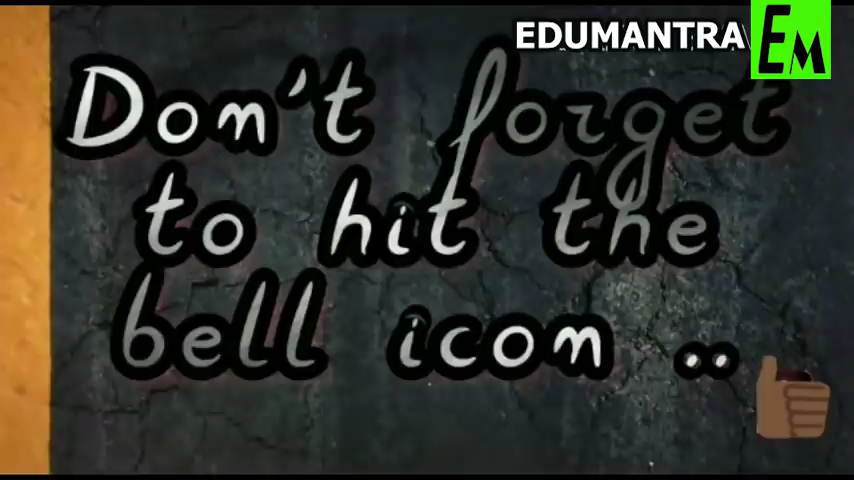 EDUMANTRA
EM
Don't forget
to hit the
bell icon ..